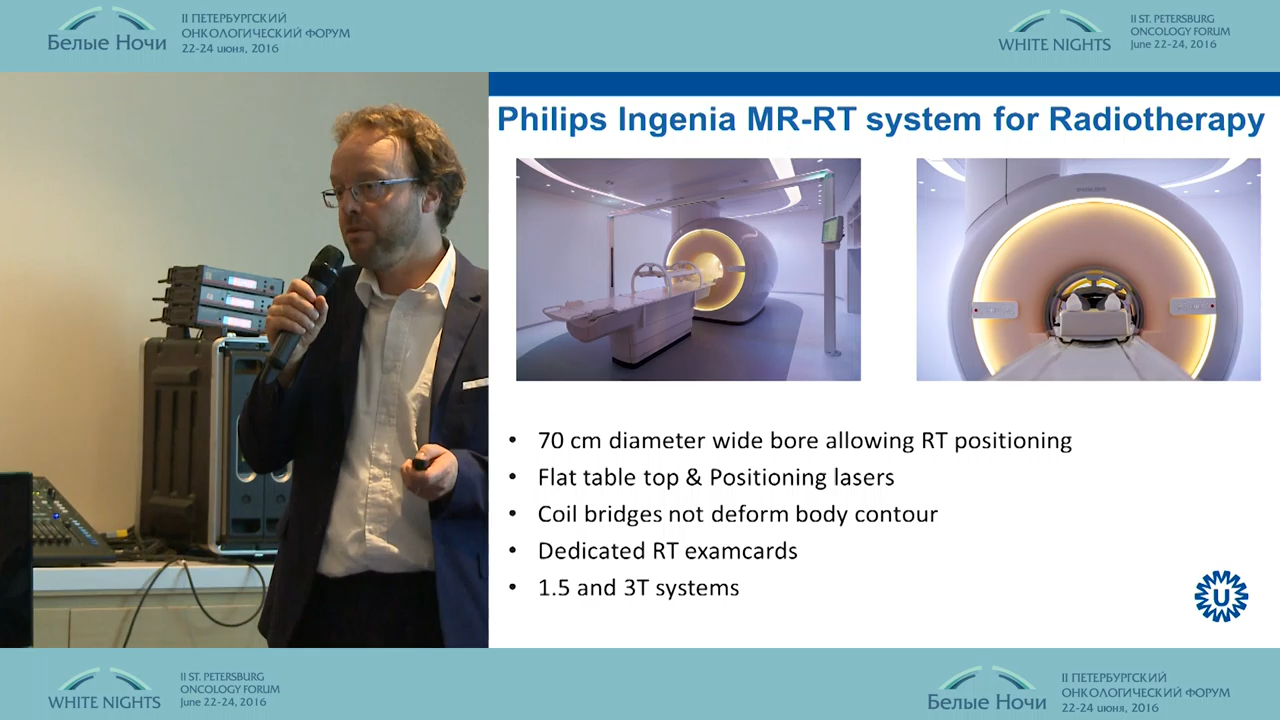 Белые Ночи
II ПЕТЕРБУРГСКИЙ
ОНКОЛОГИЧЕСКИЙ ФОРУМ
22-24 июня, 2016
WHITE NIGHTS
II ST. PETERSBURG
ONCOLOGY FORUM
June 22-24, 2016
Philips Ingenia MR-RT system for Radiotherapy
PHILIPS
• 70 cm diameter wide bore allowing RT positioning
• Flat table top & Positioning lasers
• Coil bridges not deform body contour
• Dedicated RT examcards
• 1.5 and 3T systems
U
WHITE NIGHTS
II ST. PETERSBURG
ONCOLOGY FORUM
June 22-24, 2016
Белые Ночи
II ПЕТЕРБУРГСКИЙ
ОНКОЛОГИЧЕСКИЙ ФОРУМ
22-24 июня, 2016